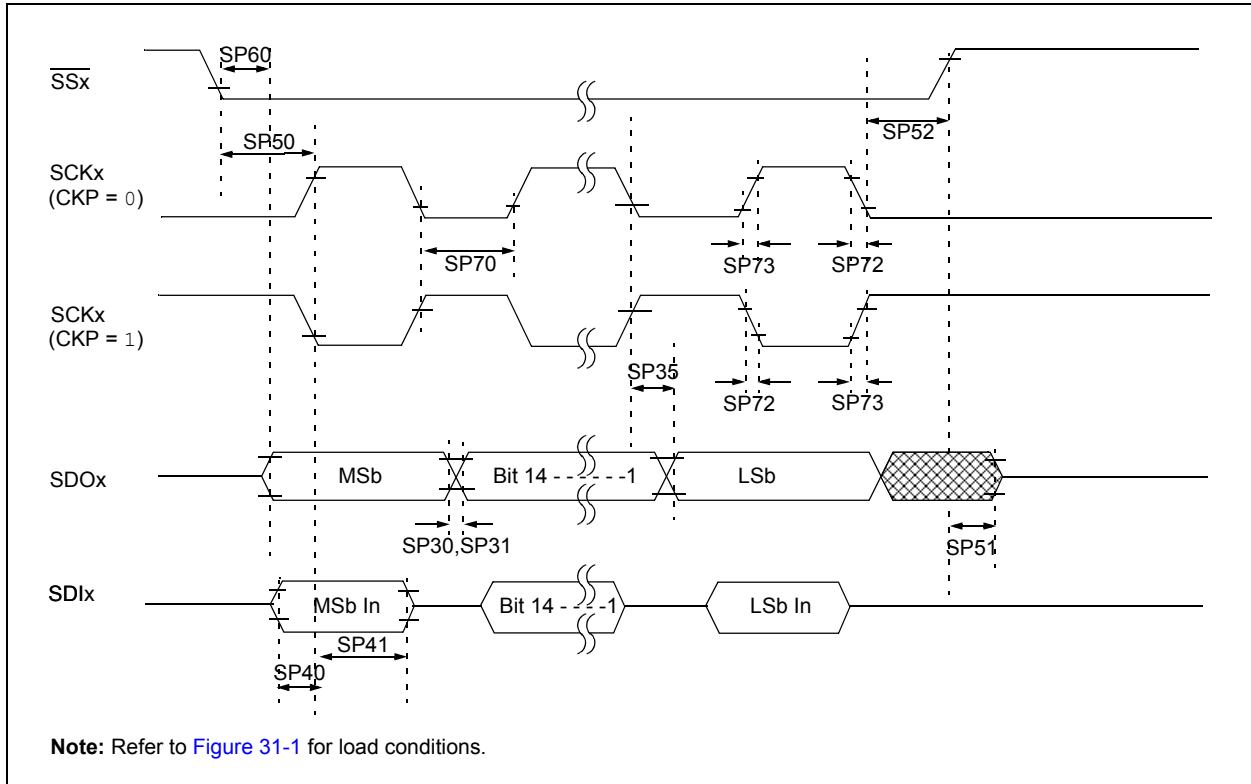 SP60
SSx
SP52
SP50
SCKx
(CKP = 0)
SP70
SP73
SP72
SCKx
(CKP = 1)
SP35
SP72
SP73
SDOx
MSb
Bit 14 - - - - - -1
LSb
SP30,SP31
SP51
SDIx
MSb In
Bit 14 - - - - -1
LSb In
SP41
SP40
Note: Refer to Figure 31-1 for load conditions.